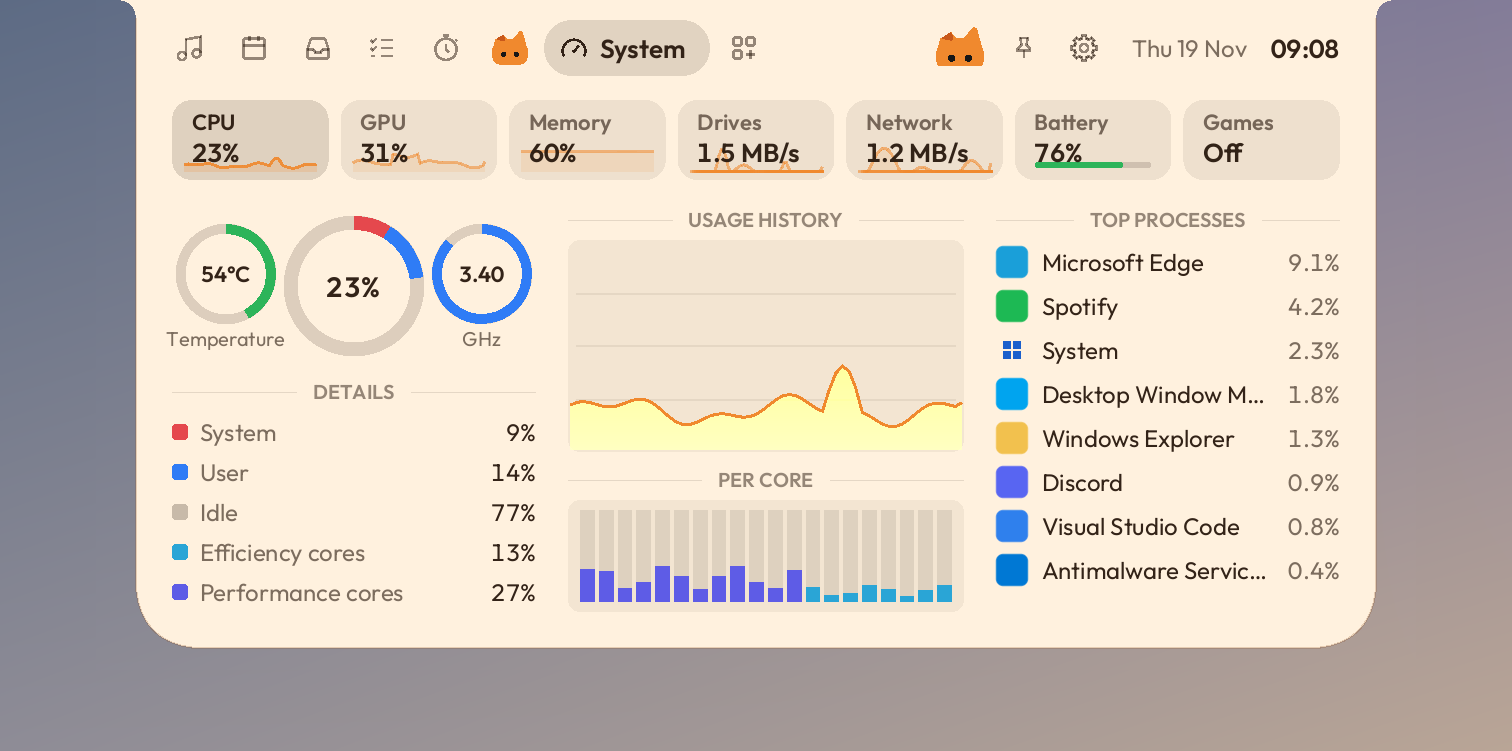 System
Thu 19 Nov 09:08
CPU
23%
GPU
31%
Memory
60%
Drives
1.5 MB/s
Network
1.2 MB/s
Battery
76%
Games
Off
54°C
Temperature
23%
3.40
GHz
DETAILS
System 9%
User 14%
Idle 77%
Efficiency cores 13%
Performance cores 27%
USAGE HISTORY
PER CORE
TOP PROCESSES
Microsoft Edge 9.1%
Spotify 4.2%
System 2.3%
Desktop Window M... 1.8%
Windows Explorer 1.3%
Discord 0.9%
Visual Studio Code 0.8%
Antimalware Servic... 0.4%